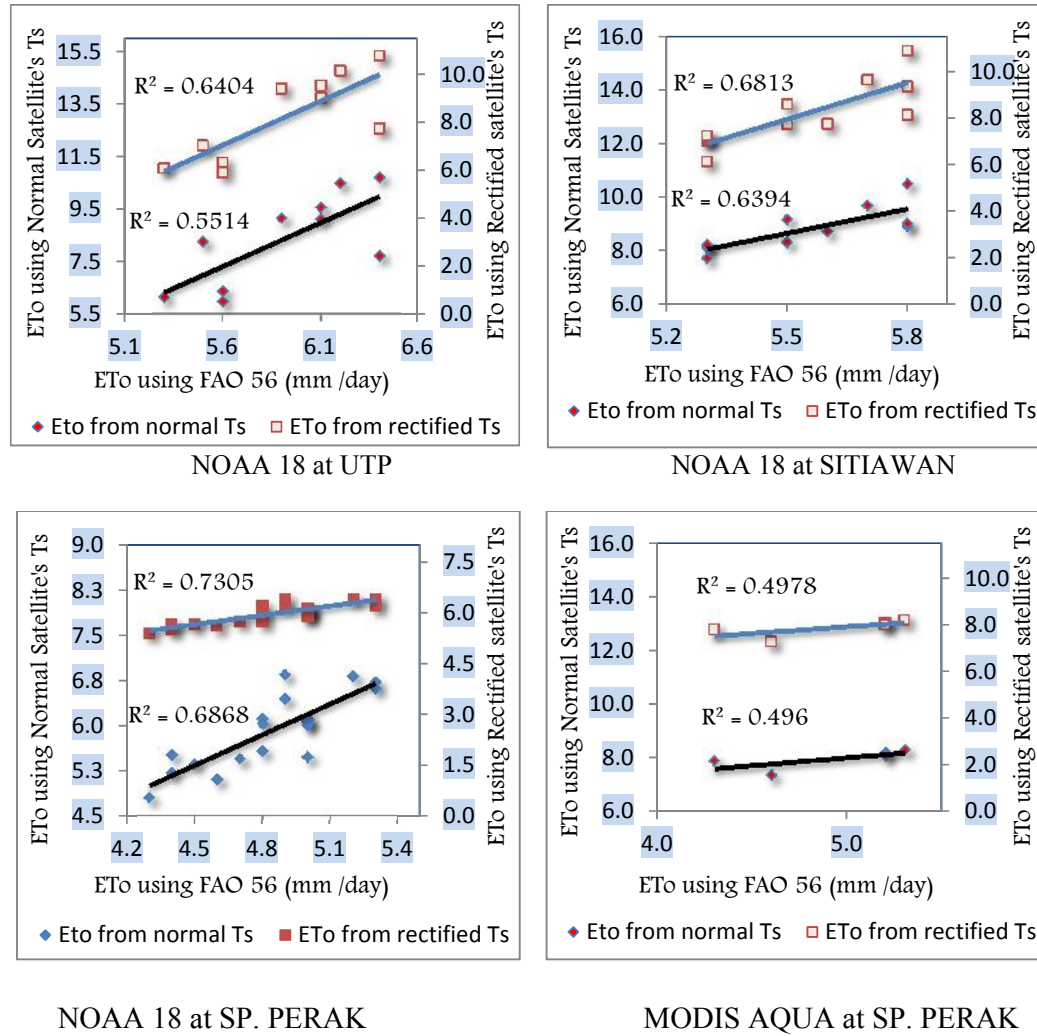 ETo using Normal Satellite's Ts
15.5
13.5
11.5
9.5
7.5
5.5
R² = 0.6404
R² = 0.5514
10.0
8.0
6.0
4.0
2.0
0.0
ETo using Rectified satellite's Ts
5.1 5.6 6.1 6.6
ETo using FAO 56 (mm /day)
Eto from normal Ts ETo from rectified Ts
NOAA 18 at UTP
ETo using Normal Satellite's Ts
16.0
14.0
12.0
10.0
8.0
6.0
R² = 0.6813
R² = 0.6394
10.0
8.0
6.0
4.0
2.0
0.0
ETo using Rectified satellite's Ts
5.2 5.5 5.8
ETo using FAO 56 (mm /day)
Eto from normal Ts ETo from rectified Ts
NOAA 18 at SITIAWAN
ETo using Normal Satellite's Ts
9.0
8.3
7.5
6.8
6.0
5.3
4.5
R² = 0.7305
R² = 0.6868
7.5
6.0
4.5
3.0
1.5
0.0
ETo using Rectified satellite's Ts
4.2 4.5 4.8 5.1 5.4
ETo using FAO 56 (mm /day)
Eto from normal Ts ETo from rectified Ts
NOAA 18 at SP. PERAK
ETo using Normal Satellite's Ts
16.0
14.0
12.0
10.0
8.0
6.0
R² = 0.4978
R² = 0.496
10.0
8.0
6.0
4.0
2.0
0.0
ETo using Rectified satellite's Ts
4.0 5.0
ETo using FAO 56 (mm /day)
Eto from normal Ts ETo from rectified Ts
MODIS AQUA at SP. PERAK